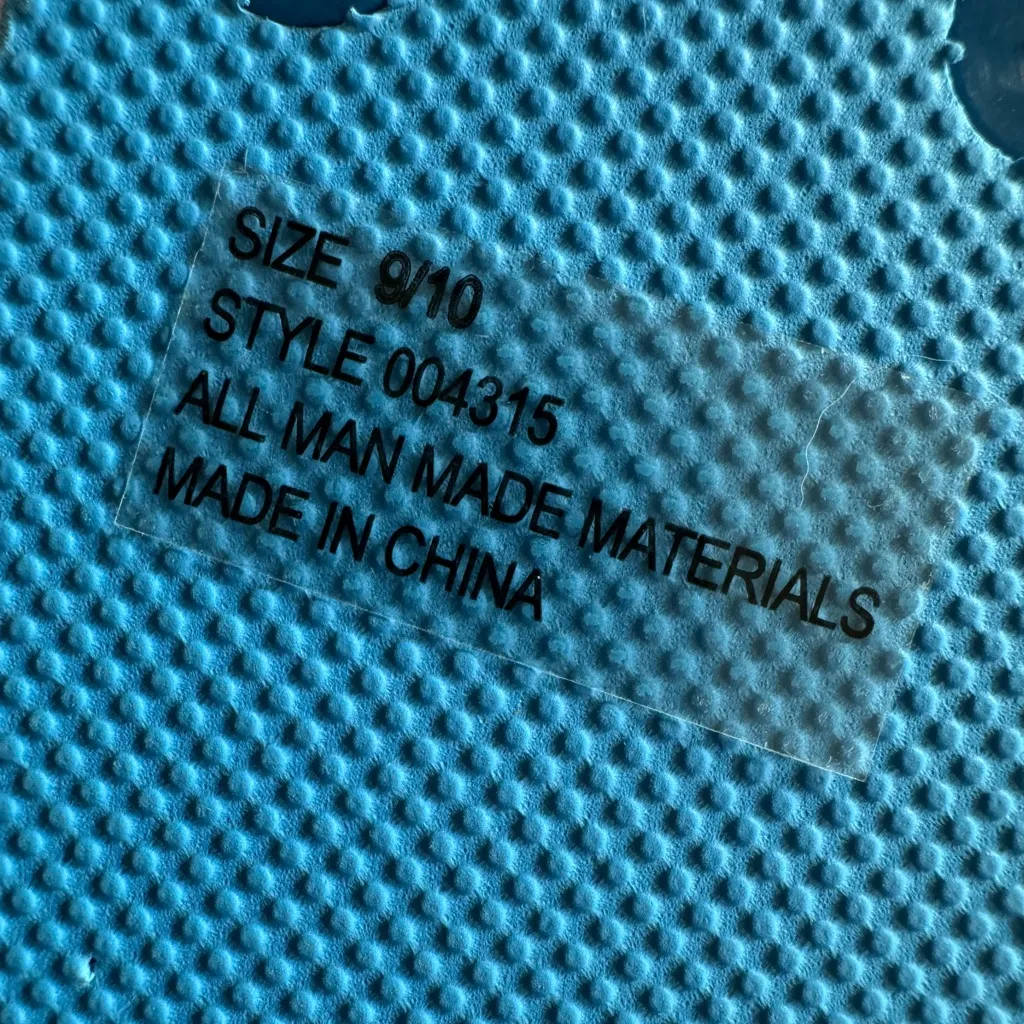 SIZE 9/10
STYLE 004315
ALL MAN MADE MATERIALS
MADE IN CHINA